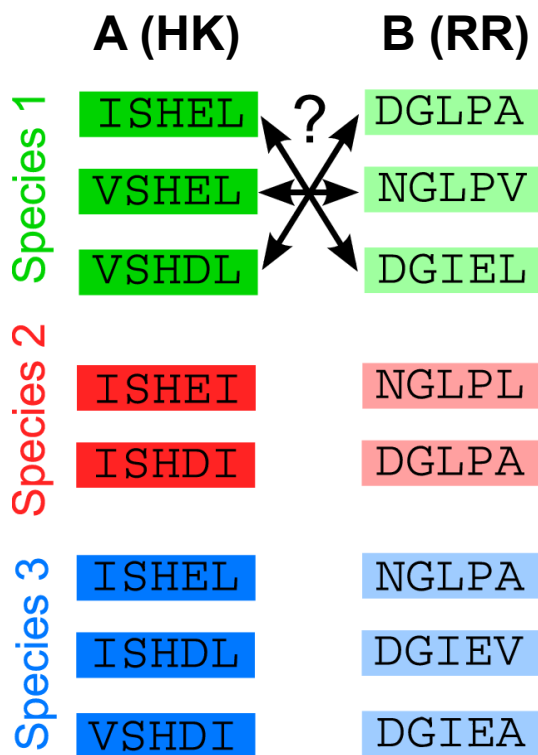 A (HK) B (RR)
Species 1
ISHEL ? DGLPA
VSHEL NGLPV
VSHDL DGIEL
Species 2
ISHEI NGLPL
ISHDI DGLPA
Species 3
ISHEL NGLPA
ISHDL DGIEV
VSHDI DGIEA